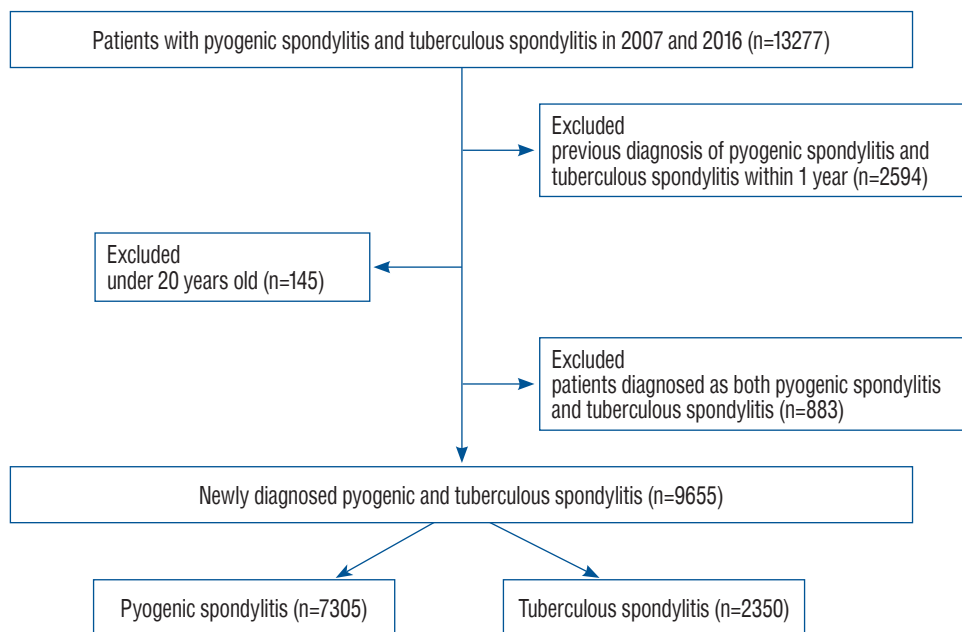 Patients with pyogenic spondylitis and tuberculous spondylitis in 2007 and 2016 (n=13277)
Excluded
previous diagnosis of pyogenic spondylitis and
tuberculous spondylitis within 1 year (n=2594)
Excluded
under 20 years old (n=145)
Excluded
patients diagnosed as both pyogenic spondylitis
and tuberculous spondylitis (n=883)
Newly diagnosed pyogenic and tuberculous spondylitis (n=9655)
Pyogenic spondylitis (n=7305)
Tuberculous spondylitis (n=2350)